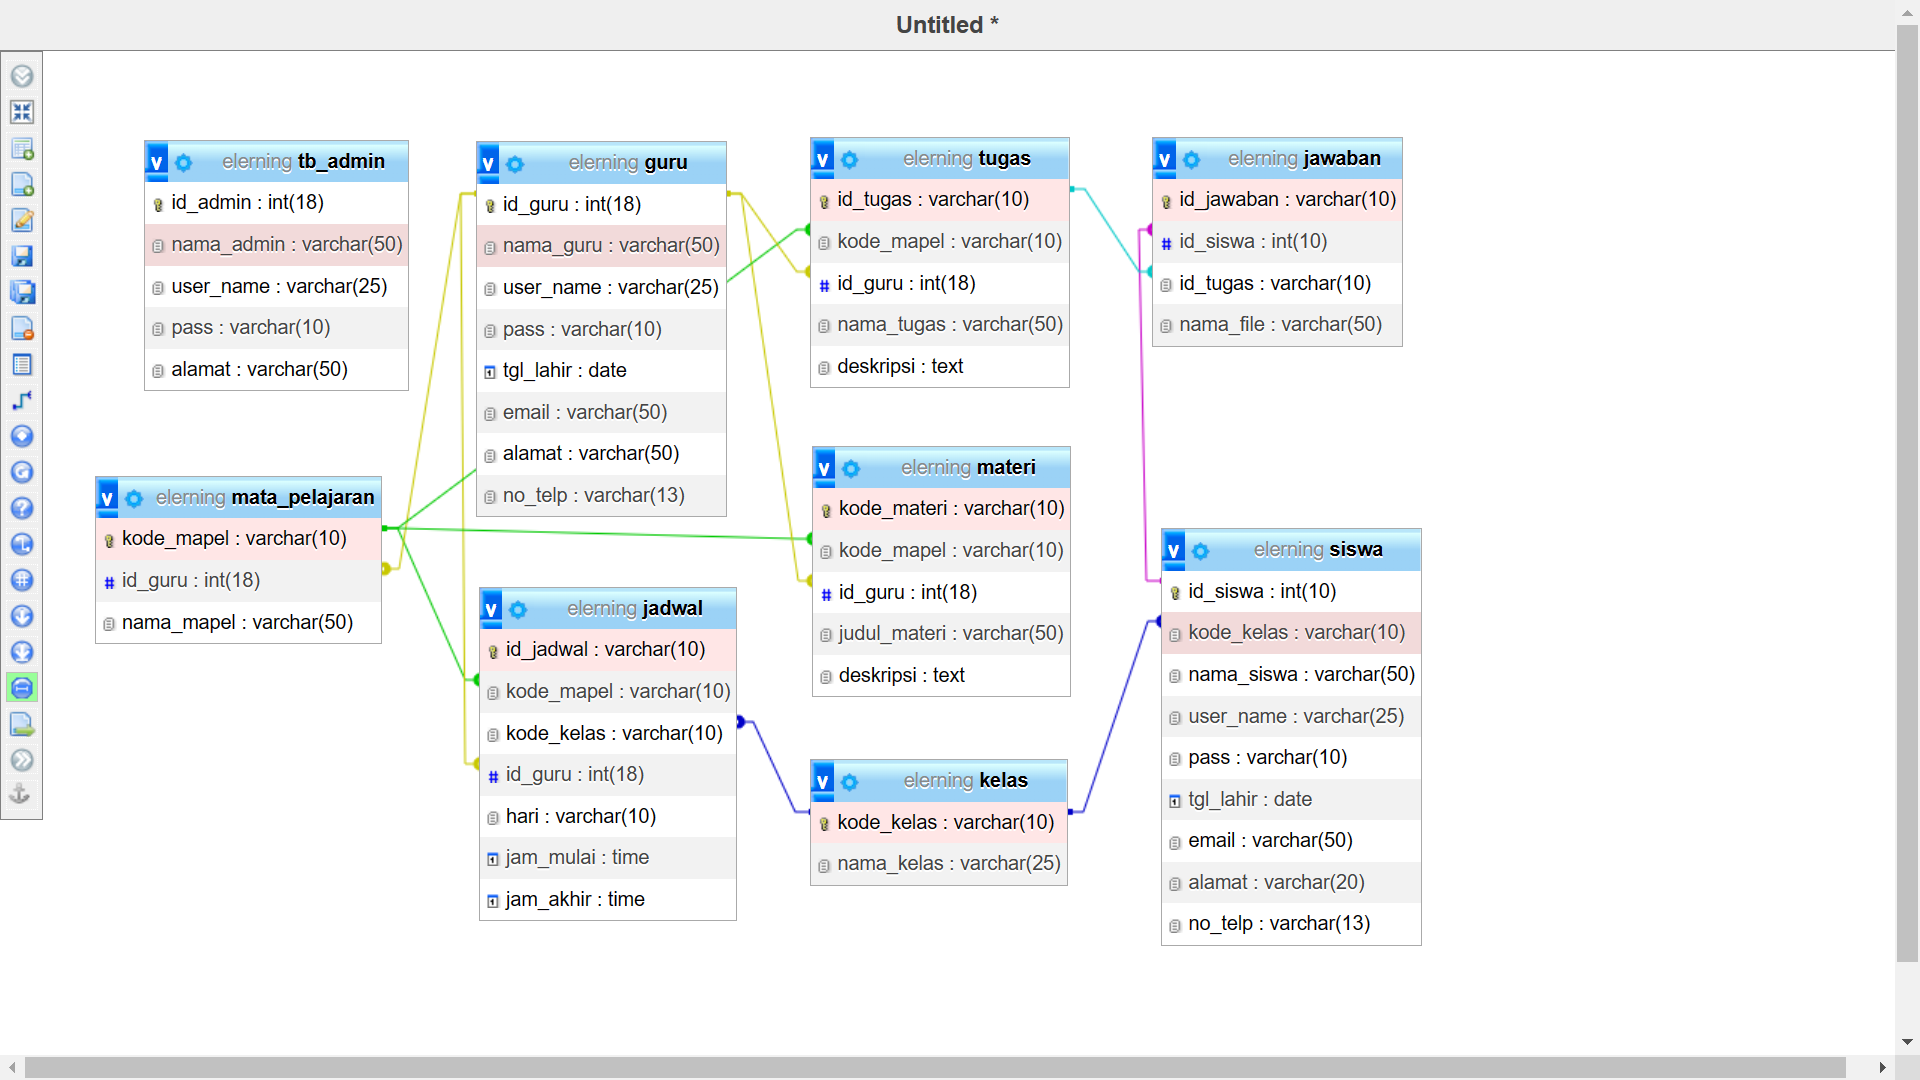 Untitled *
elerning tb_admin
id_admin : int(18)
nama_admin : varchar(50)
user_name : varchar(25)
pass : varchar(10)
alamat : varchar(50)
elerning guru
id_guru : int(18)
nama_guru : varchar(50)
user_name : varchar(25)
pass : varchar(10)
tgl_lahir : date
email : varchar(50)
alamat : varchar(50)
no_telp : varchar(13)
elerning tugas
id_tugas : varchar(10)
kode_mapel : varchar(10)
id_guru : int(18)
nama_tugas : varchar(50)
deskripsi : text
elerning jawaban
id_jawaban : varchar(10)
id_siswa : int(10)
id_tugas : varchar(10)
nama_file : varchar(50)
elerning mata_pelajaran
kode_mapel : varchar(10)
id_guru : int(18)
nama_mapel : varchar(50)
elerning jadwal
id_jadwal : varchar(10)
kode_mapel : varchar(10)
kode_kelas : varchar(10)
id_guru : int(18)
hari : varchar(10)
jam_mulai : time
jam_akhir : time
elerning materi
kode_materi : varchar(10)
kode_mapel : varchar(10)
id_guru : int(18)
judul_materi : varchar(50)
deskripsi : text
elerning kelas
kode_kelas : varchar(10)
nama_kelas : varchar(25)
elerning siswa
id_siswa : int(10)
kode_kelas : varchar(10)
nama_siswa : varchar(50)
user_name : varchar(25)
pass : varchar(10)
tgl_lahir : date
email : varchar(50)
alamat : varchar(20)
no_telp : varchar(13)